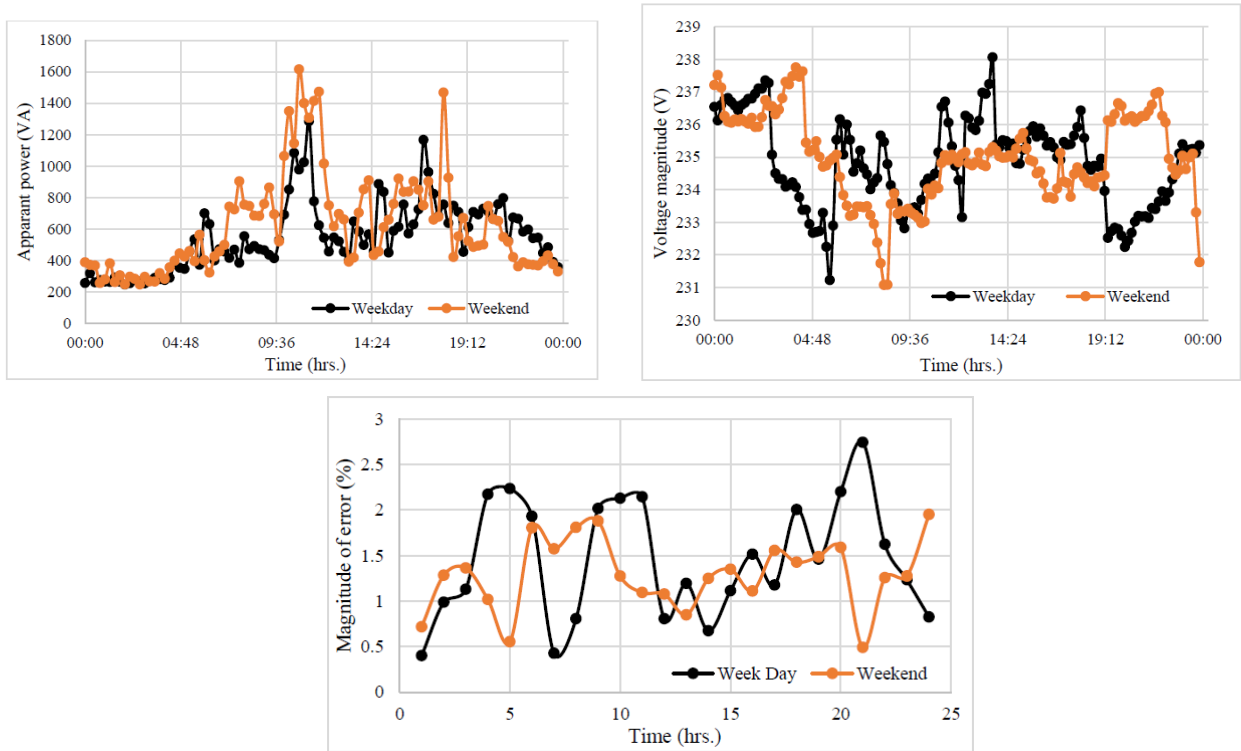 1800
1600
1400
1200
1000
800
600
400
200
0
Apparant power (VA)
Weekday Weekend
00:00 04:48 09:36 14:24 19:12 00:00
Time (hrs.)
239
238
237
236
235
234
233
232
231
230
Voltage magnitude (V)
Weekday Weekend
00:00 04:48 09:36 14:24 19:12 00:00
Time (hrs.)
3
2.5
2
1.5
1
0.5
0
Magnitude of error (%)
Week Day Weekend
0 5 10 15 20 25
Time (hrs.)